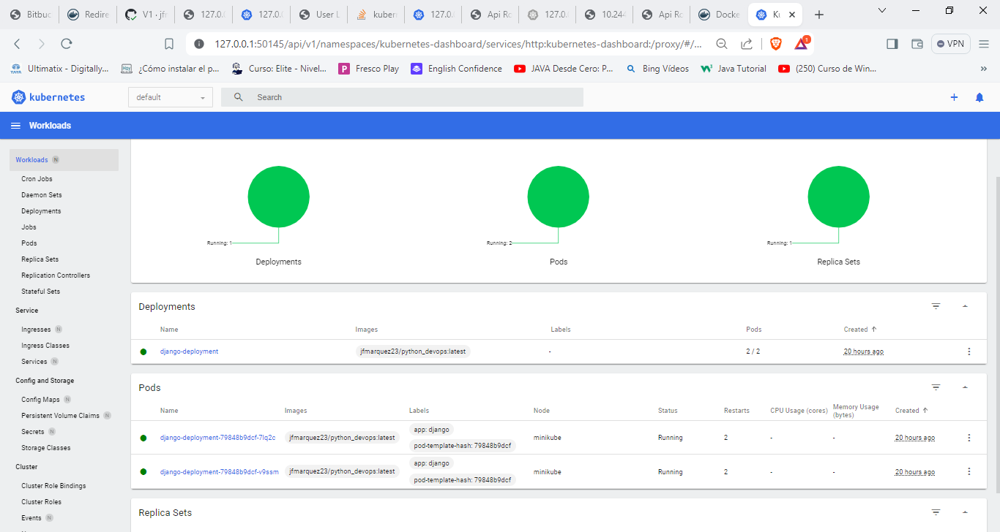 Bitbuc
Redire
V1 · jfr
127.0.0
127.0.0
User L
kubern
127.0.0
Api Ro
127.0.0
10.244
Api Ro
Docke
Ku
127.0.0.1:50145/api/v1/namespaces/kubernetes-dashboard/services/http:kubernetes-dashboard:/proxy/#/...
1
VPN
TATA
Ultimatix - Digitally...
¿Cómo instalar el p...
Curso: Elite - Nivel...
Fresco Play
English Confidence
JAVA Desde Cero: P...
Bing Vídeos
Java Tutorial
(250) Curso de Win...
»
kubernetes
default
Search
Workloads
Workloads N
Cron Jobs
Daemon Sets
Deployments
Jobs
Pods
Replica Sets
Replication Controllers
Stateful Sets
Service
Ingresses N
Ingress Classes
Services N
Config and Storage
Config Maps N
Persistent Volume Claims N
Secrets N
Storage Classes
Cluster
Cluster Role Bindings
Cluster Roles
Events N
Running: 1
Deployments
Running: 2
Pods
Running: 1
Replica Sets
Deployments
Name Images Labels Pods Created ↑
django-deployment jfmarquez23/python_devops:latest - 2 / 2 20 hours ago
Pods
Name Images Labels Node Status Restarts CPU Usage (cores) Memory Usage (bytes) Created ↑
django-deployment-79848b9dcf-7lq2c jfmarquez23/python_devops:latest app: django minikube Running 2 - - 20 hours ago
pod-template-hash: 79848b9dcf
django-deployment-79848b9dcf-v9ssm jfmarquez23/python_devops:latest app: django minikube Running 2 - - 20 hours ago
pod-template-hash: 79848b9dcf
Replica Sets